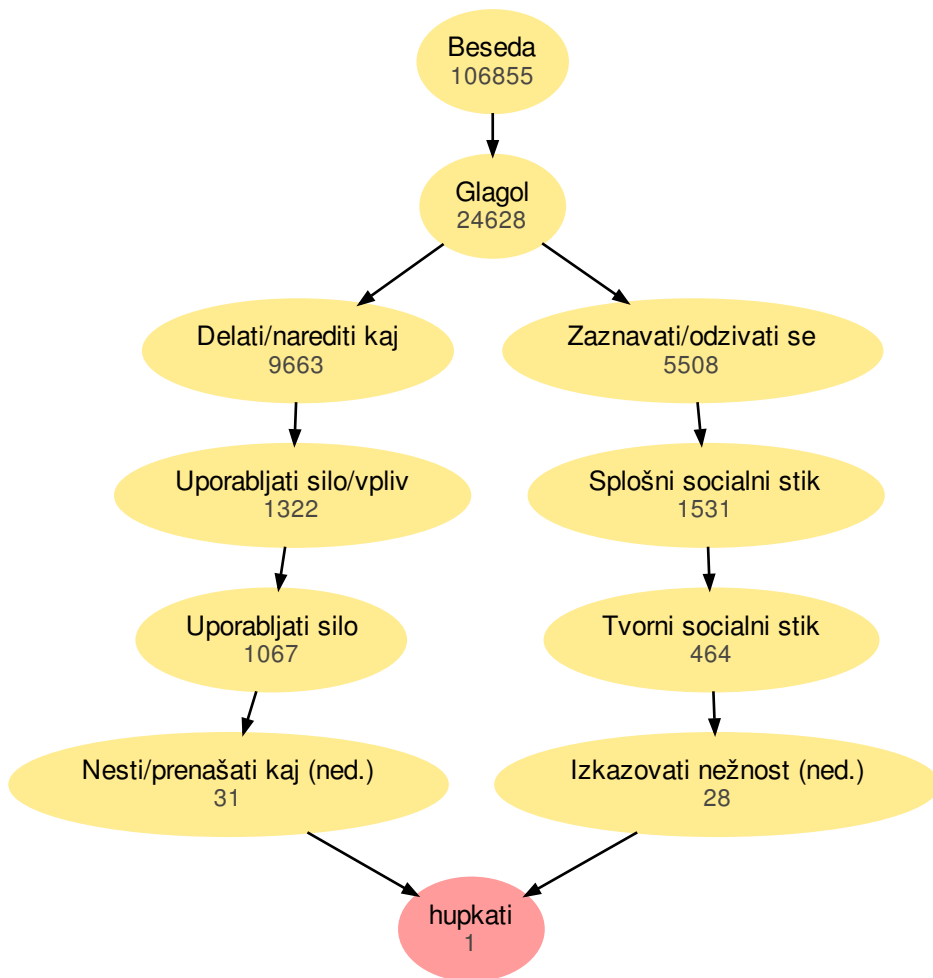 Beseda
106855
Glagol
24628
Delati/narediti kaj
9663
Zaznavati/odzivati se
5508
Uporabljati silo/vpliv
1322
Splošni socialni stik
1531
Uporabljati silo
1067
Tvorni socialni stik
464
Nesti/prenašati kaj (ned.)
31
Izkazovati nežnost (ned.)
28
hupkati
1